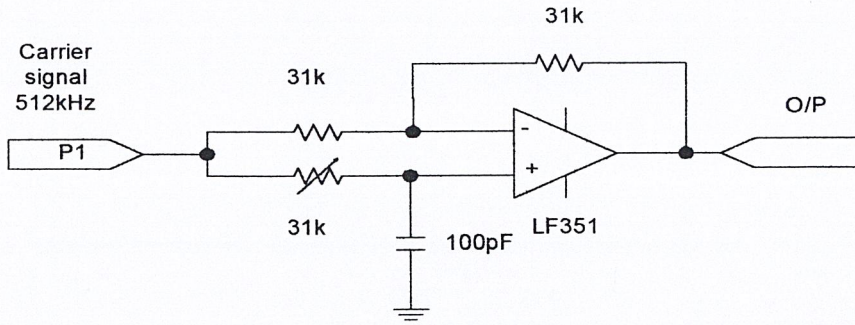 31k
Carrier
signal
512kHz
31k
O/P
P1
-
+
31k
100pF
LF351